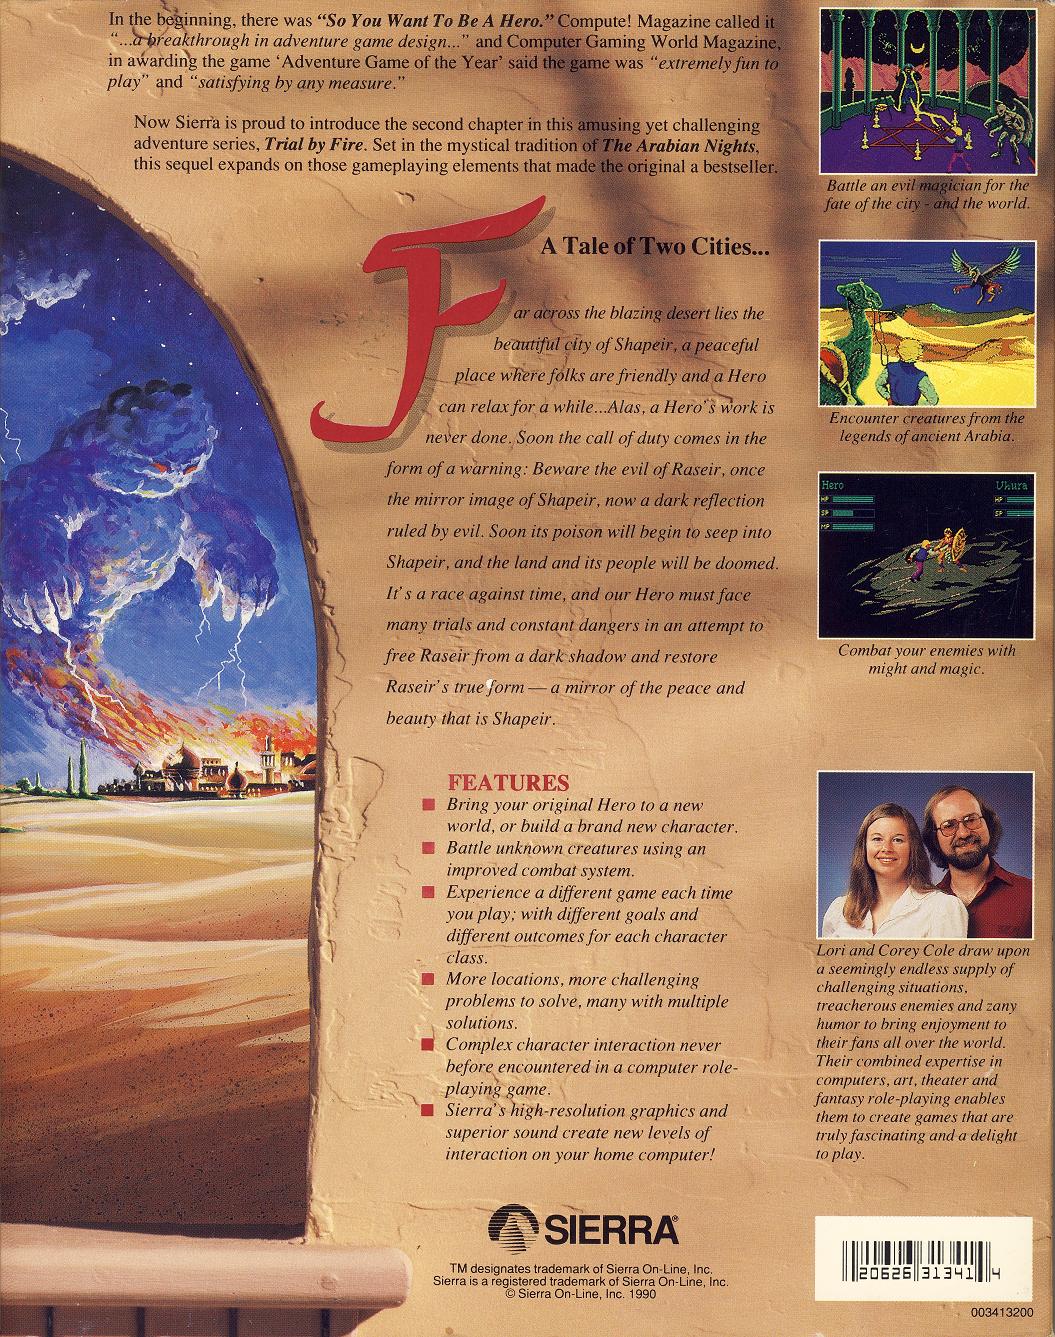 In the beginning, there was "So You Want To Be A Hero." Compute! Magazine called it
"...a breakthrough in adventure game design..." and Computer Gaming World Magazine,
in awarding the game 'Adventure Game of the Year' said the game was "extremely fun to
play" and "satisfying by any measure."
Now Sierra is proud to introduce the second chapter in this amusing yet challenging
adventure series, Trial by Fire. Set in the mystical tradition of The Arabian Nights,
this sequel expands on those gameplaying elements that made the original a bestseller.
A Tale of Two Cities...
Far across the blazing desert lies the
beautiful city of Shapeir, a peaceful
place where folks are friendly and a Hero
can relax for a while...Alas, a Hero's work is
never done. Soon the call of duty comes in the
form of a warning: Beware the evil of Raseir, once
the mirror image of Shapeir, now a dark reflection
ruled by evil. Soon its poison will begin to seep into
Shapeir, and the land and its people will be doomed.
It's a race against time, and our Hero must face
many trials and constant dangers in an attempt to
free Raseir from a dark shadow and restore
Raseir's true form — a mirror of the peace and
beauty that is Shapeir.
FEATURES
Bring your original Hero to a new
world, or build a brand new character.
Battle unknown creatures using an
improved combat system.
Experience a different game each time
you play; with different goals and
different outcomes for each character
class.
More locations, more challenging
problems to solve, many with multiple
solutions.
Complex character interaction never
before encountered in a computer role-
playing game.
Sierra's high-resolution graphics and
superior sound create new levels of
interaction on your home computer!
Battle an evil magician for the
fate of the city - and the world.
Encounter creatures from the
legends of ancient Arabia.
Hero Uhura
HP HP
SP SP
MP
Combat your enemies with
might and magic.
Lori and Corey Cole draw upon
a seemingly endless supply of
challenging situations,
treacherous enemies and zany
humor to bring enjoyment to
their fans all over the world.
Their combined expertise in
computers, art, theater and
fantasy role-playing enables
them to create games that are
truly fascinating and a delight
to play.
SIERRA®
TM designates trademark of Sierra On-Line, Inc.
Sierra is a registered trademark of Sierra On-Line, Inc.
© Sierra On-Line, Inc. 1990
20626 31341 4
003413200